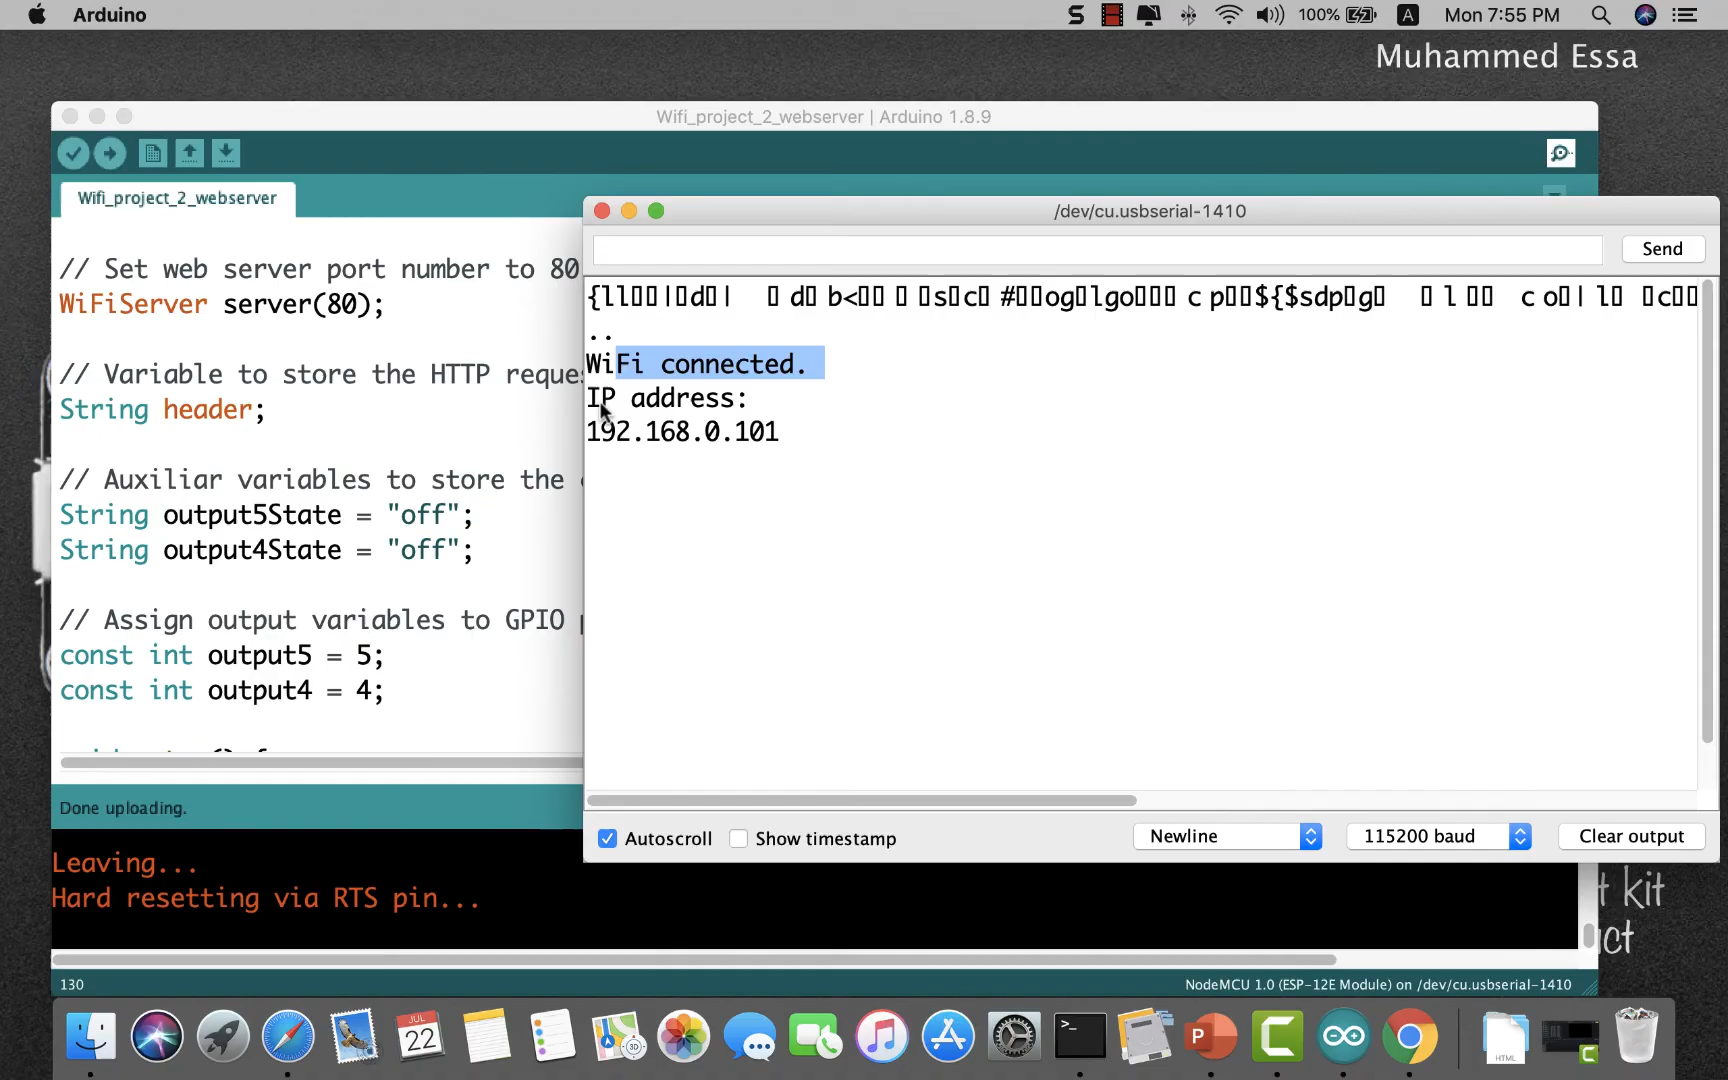 Arduino
100%
A
Mon 7:55 PM
Muhammed Essa
Wifi_project_2_webserver | Arduino 1.8.9
Wifi_project_2_webserver
/dev/cu.usbserial-1410
Send
// Set web server port number to 80
WiFiServer server(80);
// Variable to store the HTTP reque
String header;
// Auxiliar variables to store the
String output5State = "off";
String output4State = "off";
// Assign output variables to GPIO
const int output5 = 5;
const int output4 = 4;
..
WiFi connected.
IP address:
192.168.0.101
Autoscroll
Show timestamp
Newline
115200 baud
Clear output
Done uploading.
Leaving...
Hard resetting via RTS pin...
t kit
uct
130
NodeMCU 1.0 (ESP-12E Module) on /dev/cu.usbserial-1410
JUL
22
3D
HTML